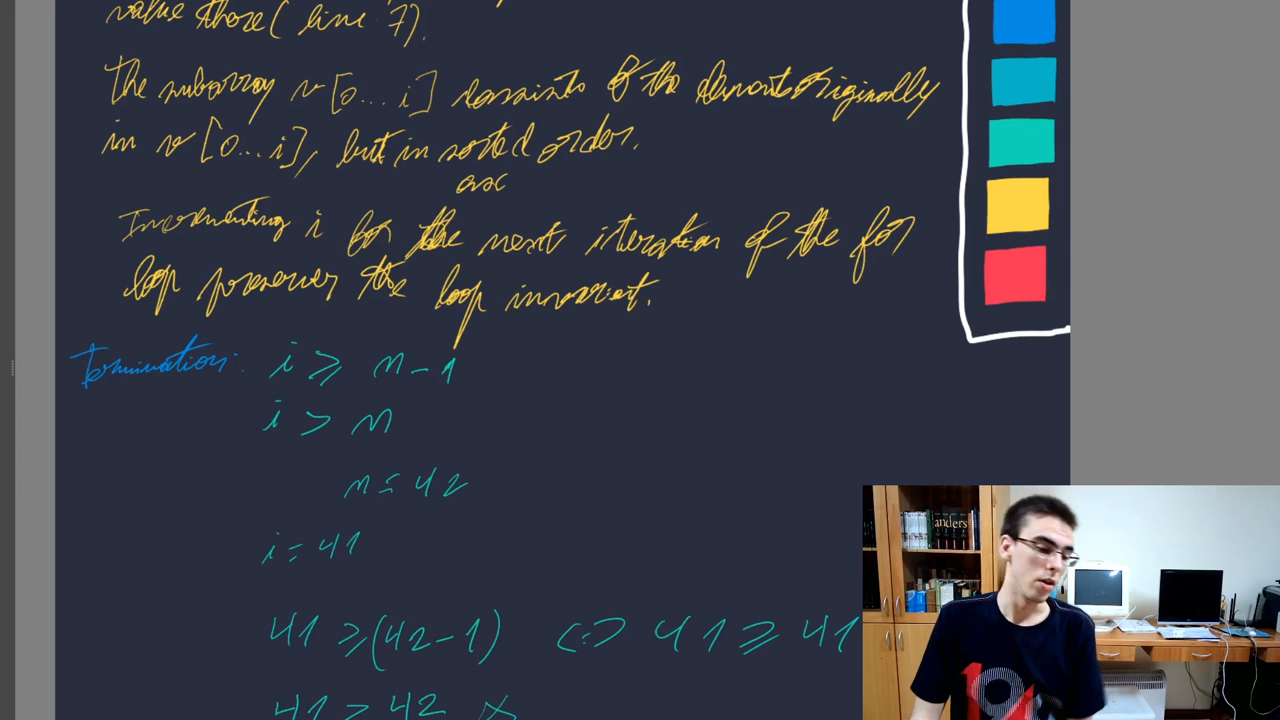 value those (line 7).
the subarray v[0...i] consists of the elements originally
in v[0...i], but in sorted order.
asc
Incrementing i for the next iteration of the for
loop preserves the loop invariant.
Termination: i ≥ n-1
i > n
n = 42
i = 41
41 ≥ (42-1) <=> 41 ≥ 41
41 > 42 x
anders